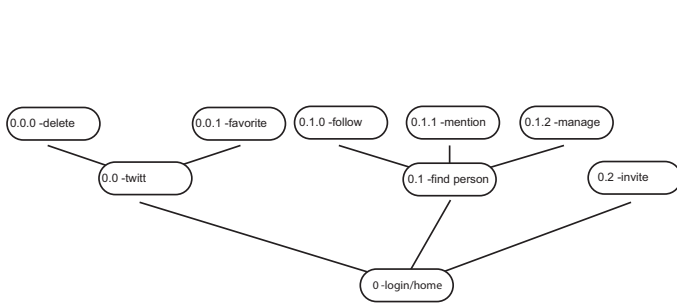 0.0.0 -delete
0.0.1 -favorite
0.1.0 -follow
0.1.1 -mention
0.1.2 -manage
0.0 -twitt
0.1 -find person
0.2 -invite
0 -login/home